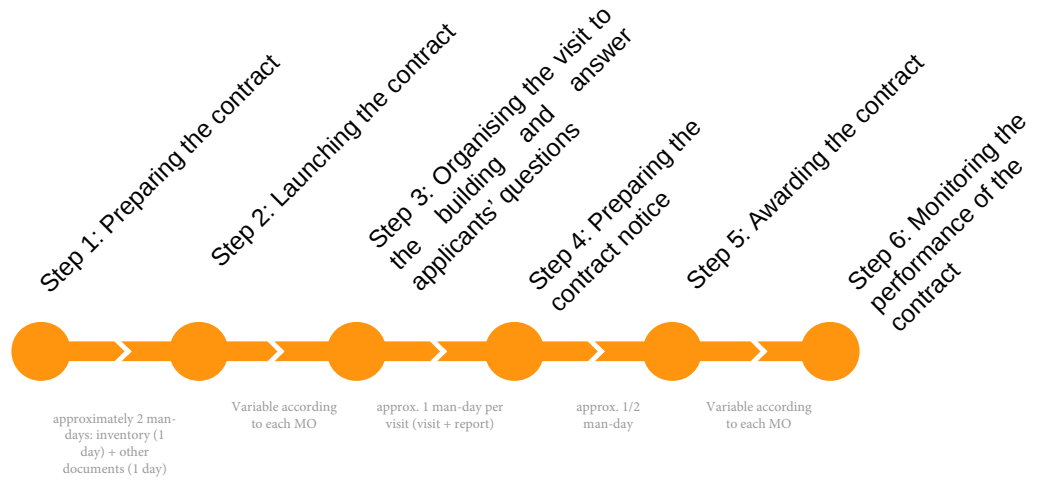 Step 1: Preparing the contract
Step 2: Launching the contract
Step 3: Organising the visit to
the building and answer
applicants' questions
Step 4: Preparing the
contract notice
Step 5: Awarding the contract
Step 6: Monitoring the
performance of the
contract
approximately 2 man-
days: inventory (1
day) + other
documents (1 day)
Variable according
to each MO
approx. 1 man-day per
visit (visit + report)
approx. 1/2
man-day
Variable according
to each MO